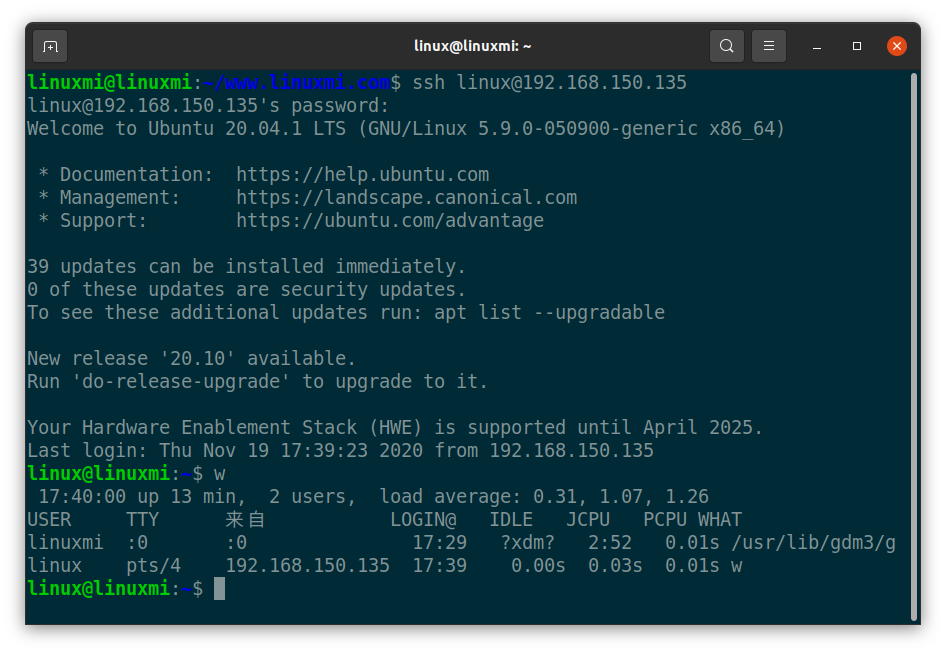 linux@linuxmi: ~
linuxmi@linuxmi:~/www.linuxmi.com$ ssh linux@192.168.150.135
linux@192.168.150.135's password:
Welcome to Ubuntu 20.04.1 LTS (GNU/Linux 5.9.0-050900-generic x86_64)
 * Documentation:  https://help.ubuntu.com
 * Management:     https://landscape.canonical.com
 * Support:        https://ubuntu.com/advantage
39 updates can be installed immediately.
0 of these updates are security updates.
To see these additional updates run: apt list --upgradable
New release '20.10' available.
Run 'do-release-upgrade' to upgrade to it.
Your Hardware Enablement Stack (HWE) is supported until April 2025.
Last login: Thu Nov 19 17:39:23 2020 from 192.168.150.135
linux@linuxmi:~$ w
 17:40:00 up 13 min,  2 users,  load average: 0.31, 1.07, 1.26
USER     TTY      来自             LOGIN@   IDLE   JCPU   PCPU WHAT
linuxmi  :0       :0               17:29   ?xdm?   2:52   0.01s /usr/lib/gdm3/g
linux    pts/4    192.168.150.135  17:39    0.00s  0.03s  0.01s w
linux@linuxmi:~$